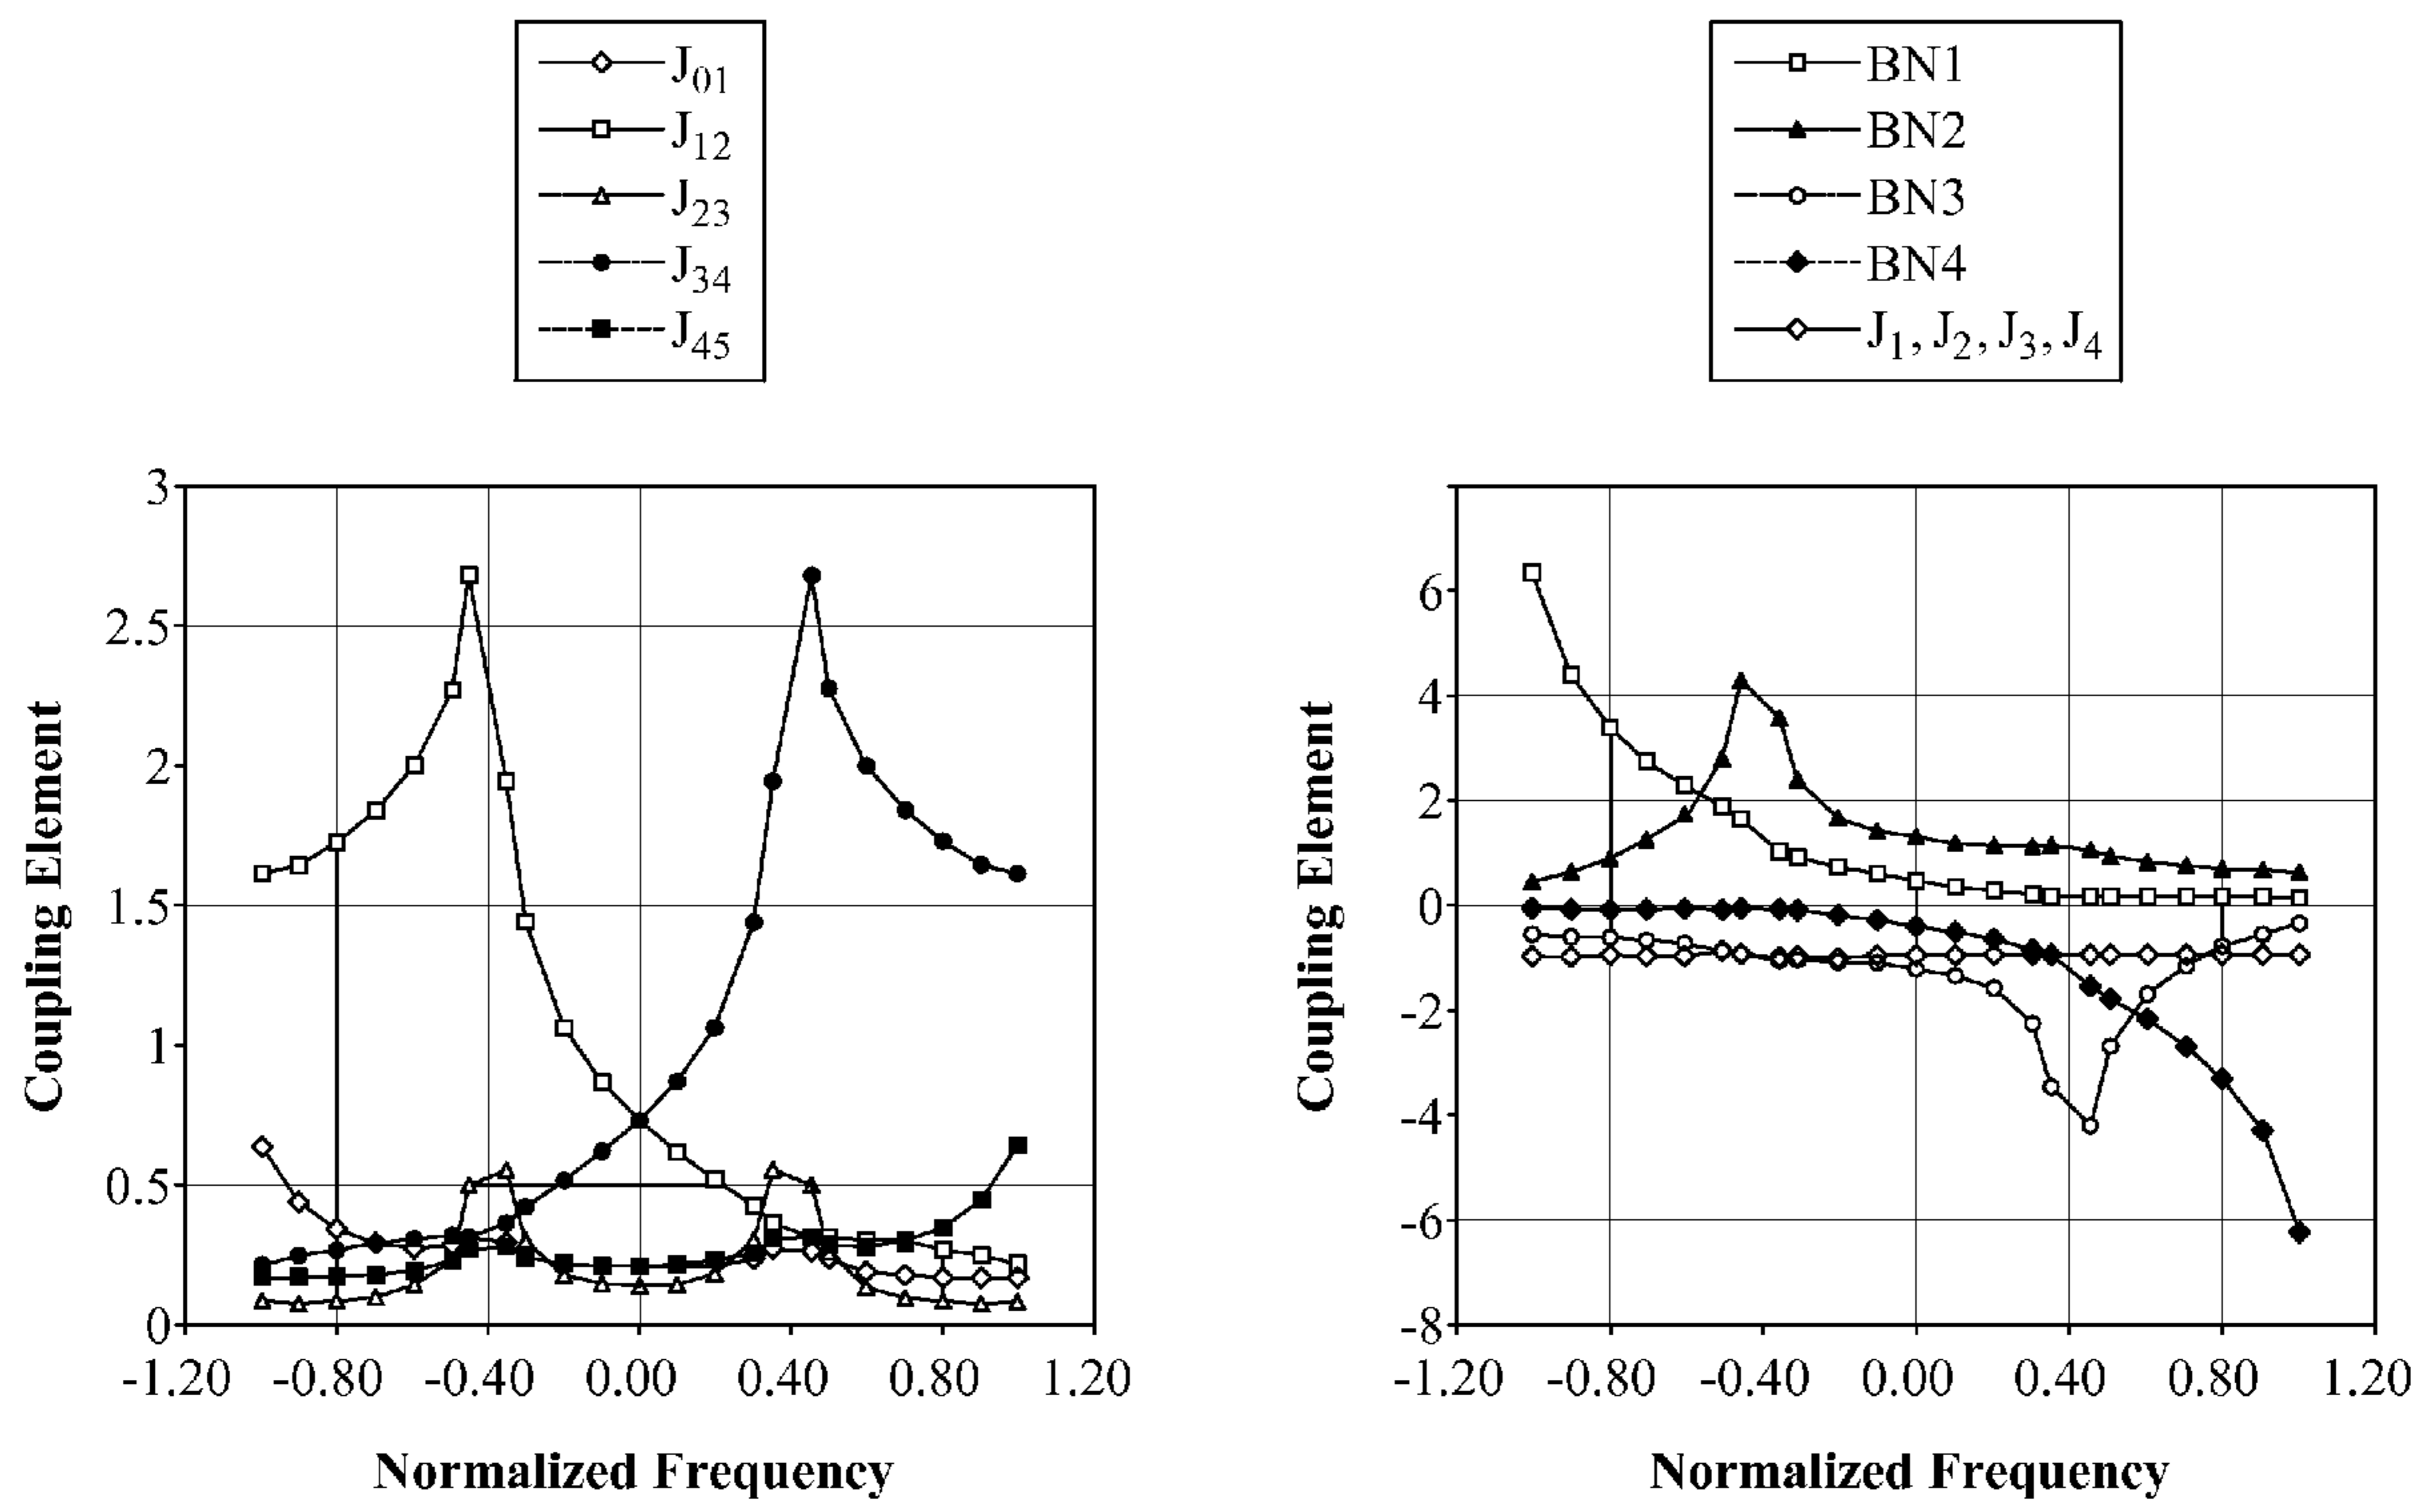 J01
J12
J23
J34
J45
3
2.5
2
1.5
1
0.5
0
-1.20 -0.80 -0.40 0.00 0.40 0.80 1.20
Coupling Element
Normalized Frequency
BN1
BN2
BN3
BN4
J1, J2, J3, J4
6
4
2
0
-2
-4
-6
-8
-1.20 -0.80 -0.40 0.00 0.40 0.80 1.20
Coupling Element
Normalized Frequency